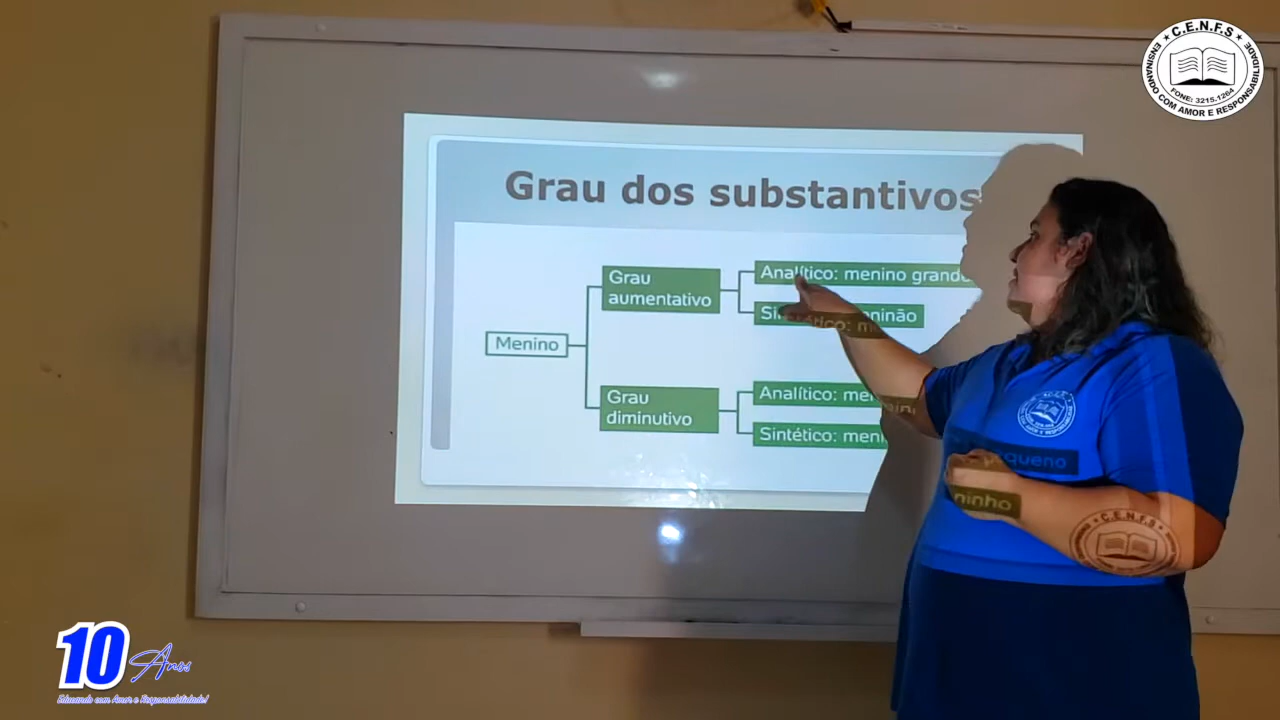 ★ C.E.N.F.S ★
ENSINANDO COM AMOR E RESPONSABILIDADE
FONE: 3215.1264
Grau dos substantivos
Menino
Grau
aumentativo
Analítico: menino grande
Sintético: meninão
Grau
diminutivo
Analítico: menino pequeno
Sintético: menininho
C.E.N.F.S
10 Anos
Educando com Amor e Responsabilidade!